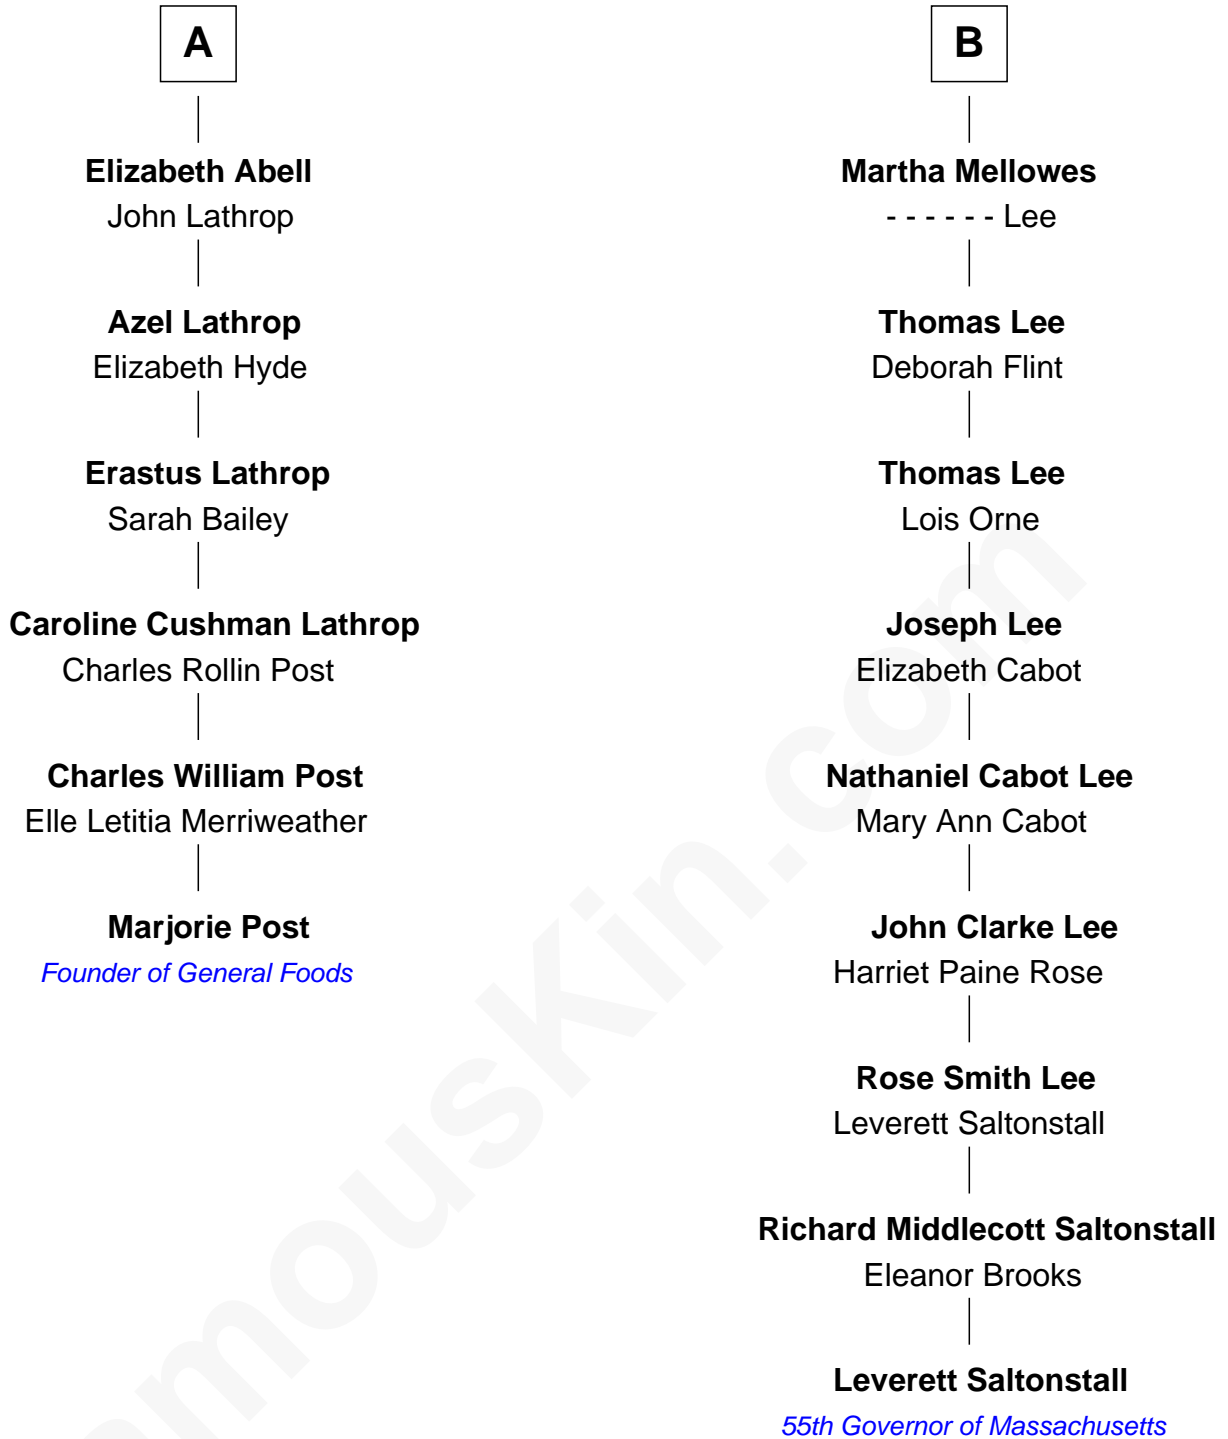 A
Elizabeth Abell
John Lathrop
Azel Lathrop
Elizabeth Hyde
Erastus Lathrop
Sarah Bailey
Caroline Cushman Lathrop
Charles Rollin Post
Charles William Post
Elle Letitia Merriweather
Marjorie Post
Founder of General Foods
B
Martha Mellowes
- - - - - - Lee
Thomas Lee
Deborah Flint
Thomas Lee
Lois Orne
Joseph Lee
Elizabeth Cabot
Nathaniel Cabot Lee
Mary Ann Cabot
John Clarke Lee
Harriet Paine Rose
Rose Smith Lee
Leverett Saltonstall
Richard Middlecott Saltonstall
Eleanor Brooks
Leverett Saltonstall
55th Governor of Massachusetts
amouskin.com